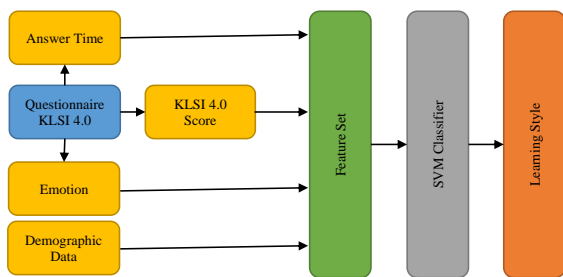 Answer Time
Questionnaire
KLSI 4.0
KLSI 4.0
Score
Emotion
Demographic
Data
Feature Set
SVM Classifier
Learning Style